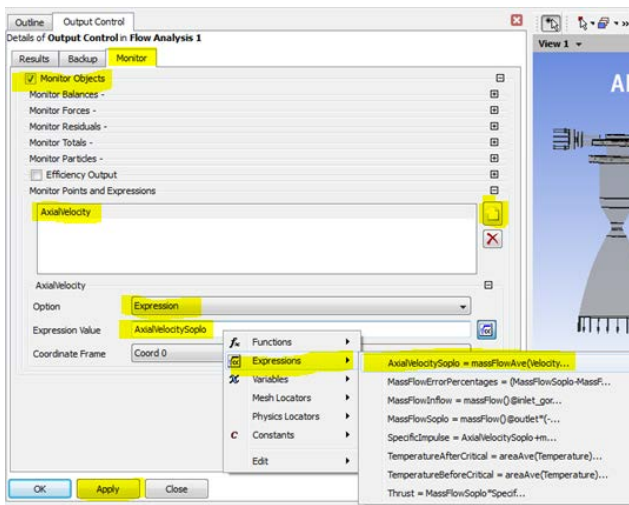 Outline Output Control
Details of Output Control in Flow Analysis 1
Results Backup Monitor
Monitor Objects
Monitor Balances -
Monitor Forces -
Monitor Residuals -
Monitor Totals -
Monitor Particles -
Efficiency Output
Monitor Points and Expressions
AxialVelocity
AxialVelocity
Option Expression
Expression Value AxialVelocitySoplo
Coordinate Frame Coord 0
Functions
Expressions
Variables
Mesh Locators
Physics Locators
Constants
Edit
AxialVelocitySoplo = massFlowAve(Velocity...
MassFlowErrorPercentages = (MassFlowSoplo-MassF...
MassFlowInflow = massFlow()@inlet_gor...
MassFlowSoplo = massFlow()@outlet*(-...
SpecificImpulse = AxialVelocitySoplo+m...
TemperatureAfterCritical = areaAve(Temperature)...
TemperatureBeforeCritical = areaAve(Temperature)...
Thrust = MassFlowSoplo*Specif...
OK Apply Close
View 1